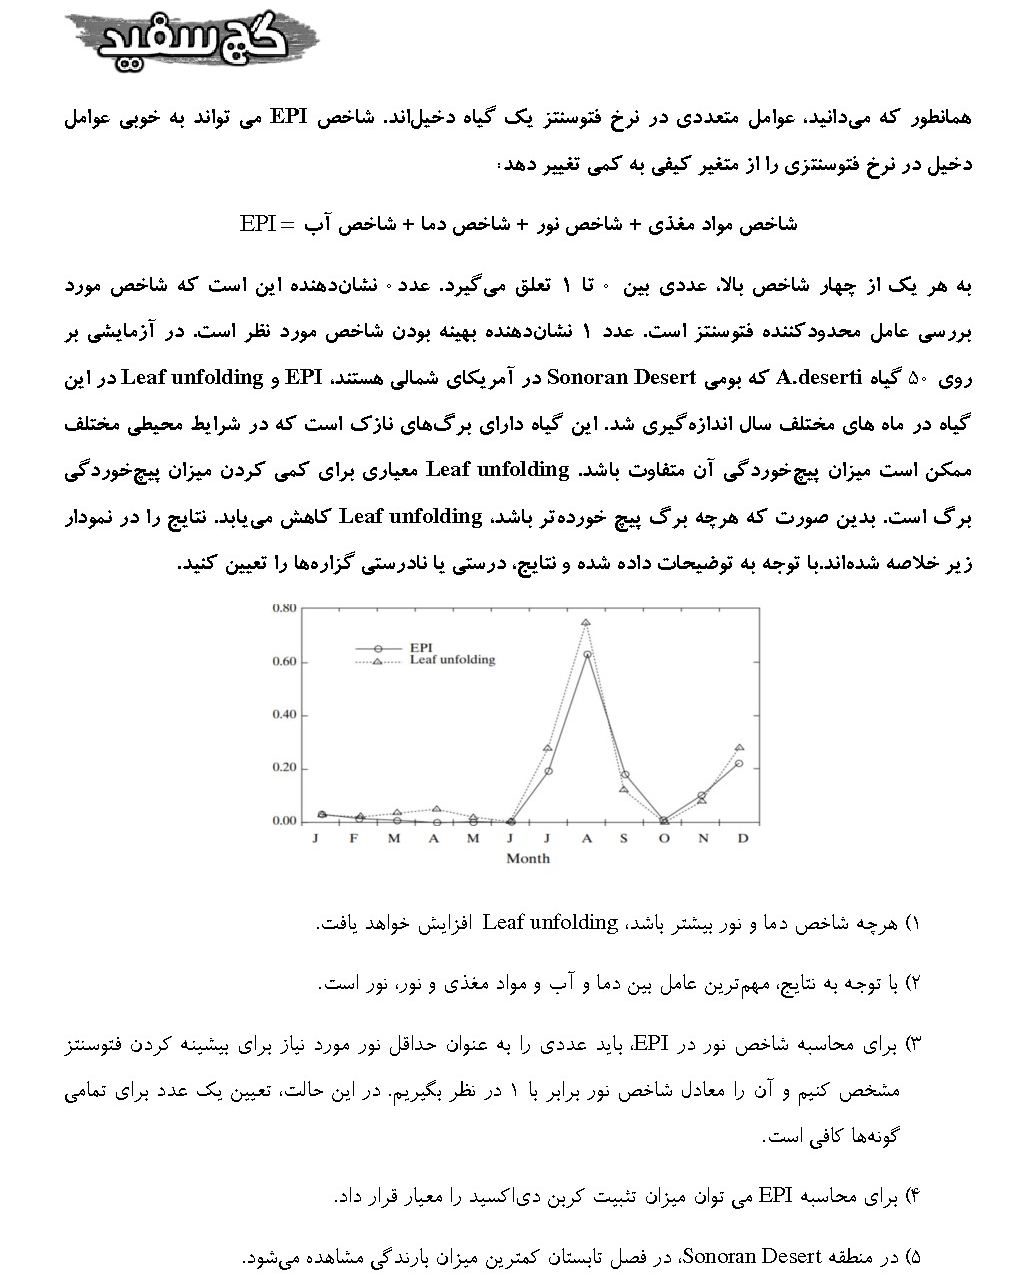 گچ سفید
همانطور که می‌دانید، عوامل متعددی در نرخ فتوسنتز یک گیاه دخیل‌اند. شاخص EPI می تواند به خوبی عوامل
دخیل در نرخ فتوسنتزی را از متغیر کیفی به کمی تغییر دهد:
شاخص مواد مغذی + شاخص نور + شاخص دما + شاخص آب = EPI
به هر یک از چهار شاخص بالا، عددی بین ۰ تا ۱ تعلق می‌گیرد. عدد ۰ نشان‌دهنده این است که شاخص مورد
بررسی عامل محدودکننده فتوسنتز است. عدد ۱ نشان‌دهنده بهینه بودن شاخص مورد نظر است. در آزمایشی بر
روی ۵۰ گیاه A.deserti که بومی Sonoran Desert در آمریکای شمالی هستند، EPI و Leaf unfolding در این
گیاه در ماه های مختلف سال اندازه‌گیری شد. این گیاه دارای برگ‌های نازک است که در شرایط محیطی مختلف
ممکن است میزان پیچ‌خوردگی آن متفاوت باشد. Leaf unfolding معیاری برای کمی کردن میزان پیچ‌خوردگی
برگ است. بدین صورت که هرچه برگ پیچ خورده‌تر باشد، Leaf unfolding کاهش می‌یابد. نتایج را در نمودار
زیر خلاصه شده‌اند.با توجه به توضیحات داده شده و نتایج، درستی یا نادرستی گزاره‌ها را تعیین کنید.
0.80
EPI
Leaf unfolding
0.60
0.40
0.20
0.00
J F M A M J J A S O N D
Month
۱) هرچه شاخص دما و نور بیشتر باشد، Leaf unfolding افزایش خواهد یافت.
۲) با توجه به نتایج، مهم‌ترین عامل بین دما و آب و مواد مغذی و نور، نور است.
۳) برای محاسبه شاخص نور در EPI، باید عددی را به عنوان حداقل نور مورد نیاز برای بیشینه کردن فتوسنتز
مشخص کنیم و آن را معادل شاخص نور برابر با ۱ در نظر بگیریم. در این حالت، تعیین یک عدد برای تمامی
گونه‌ها کافی است.
۴) برای محاسبه EPI می توان میزان تثبیت کربن دی‌اکسید را معیار قرار داد.
۵) در منطقه Sonoran Desert، در فصل تابستان کمترین میزان بارندگی مشاهده می‌شود.